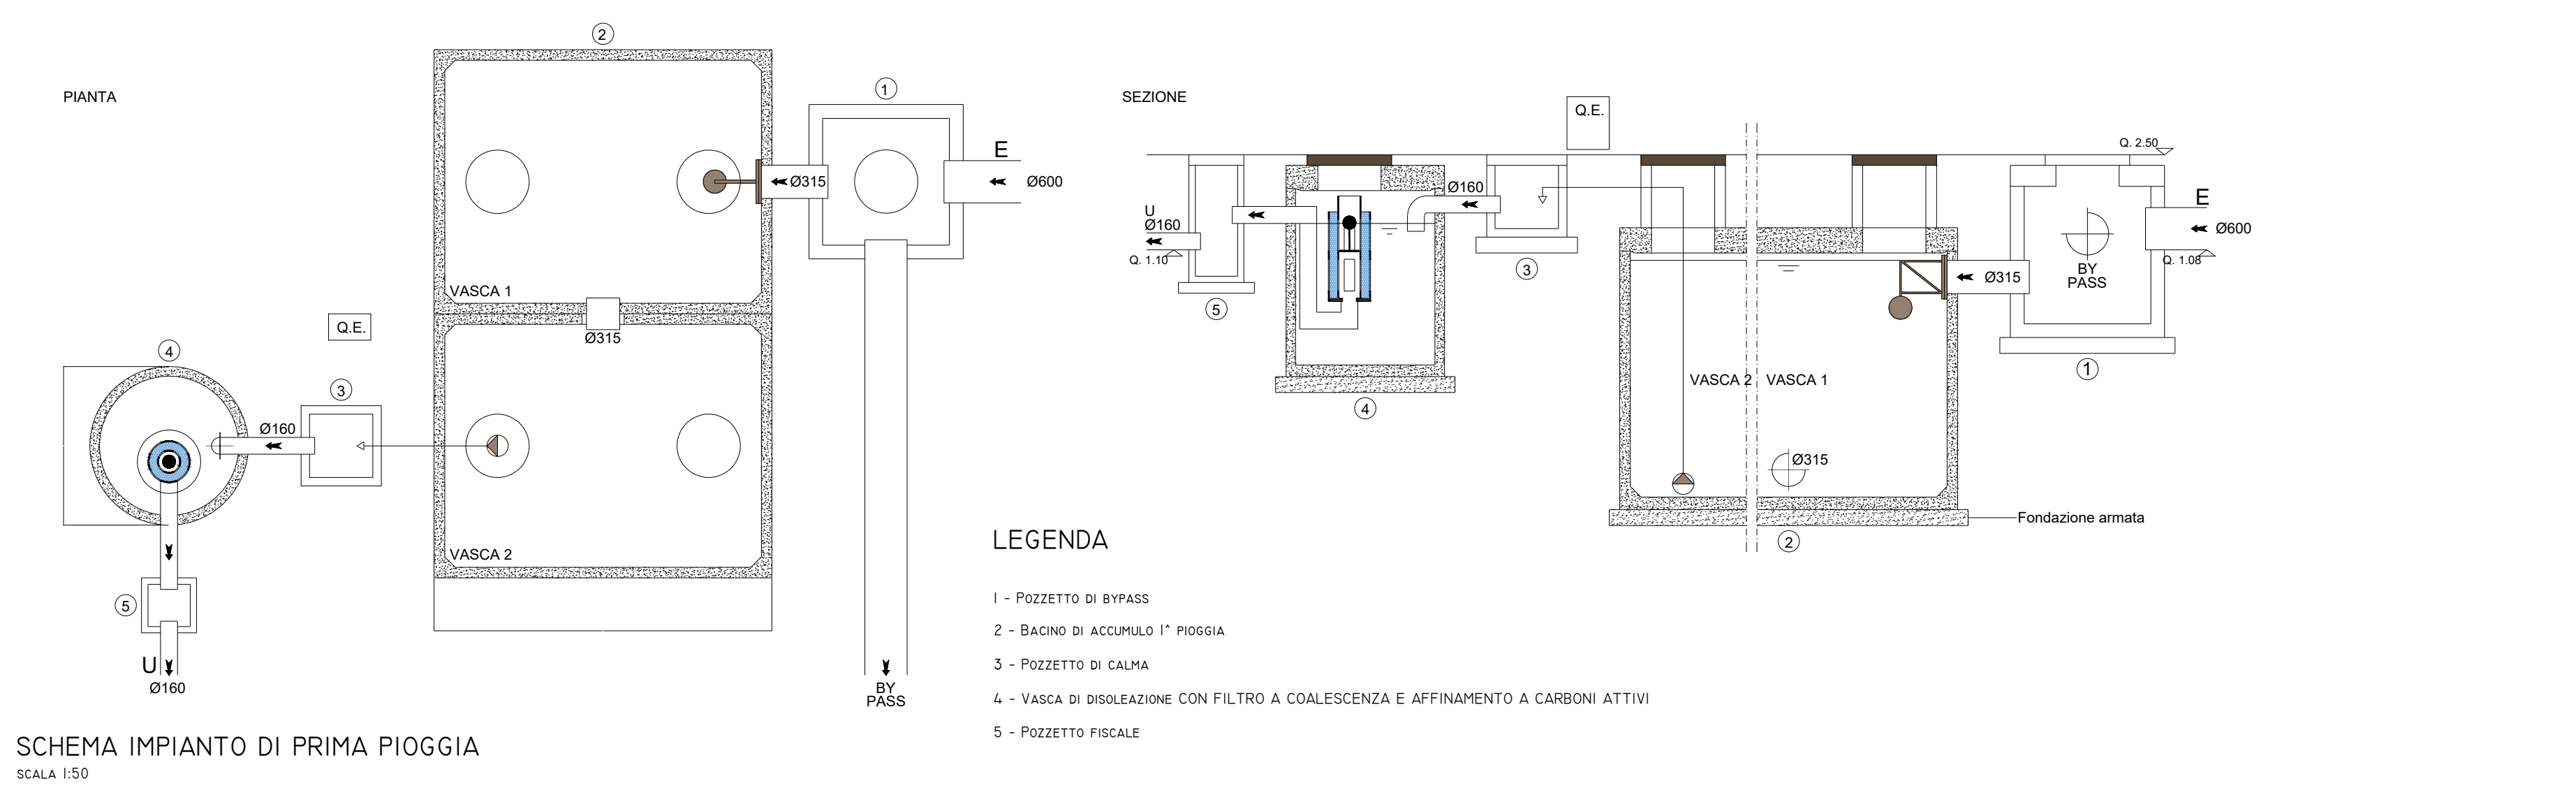 PIANTA
2
1
E
Ø315
Ø600
VASCA 1
Q.E.
Ø315
4
3
Ø160
VASCA 2
5
U
Ø160
BY
PASS
SEZIONE
Q.E.
Q. 2.50
U
Ø160
Ø160
E
Ø600
Q. 1.10
Q. 1.08
BY
PASS
Ø315
3
5
1
VASCA 2
VASCA 1
4
Ø315
Fondazione armata
2
LEGENDA
1 - POZZETTO DI BYPASS
2 - BACINO DI ACCUMULO 1^ PIOGGIA
3 - POZZETTO DI CALMA
4 - VASCA DI DISOLEAZIONE CON FILTRO A COALESCENZA E AFFINAMENTO A CARBONI ATTIVI
5 - POZZETTO FISCALE
SCHEMA IMPIANTO DI PRIMA PIOGGIA
SCALA 1:50